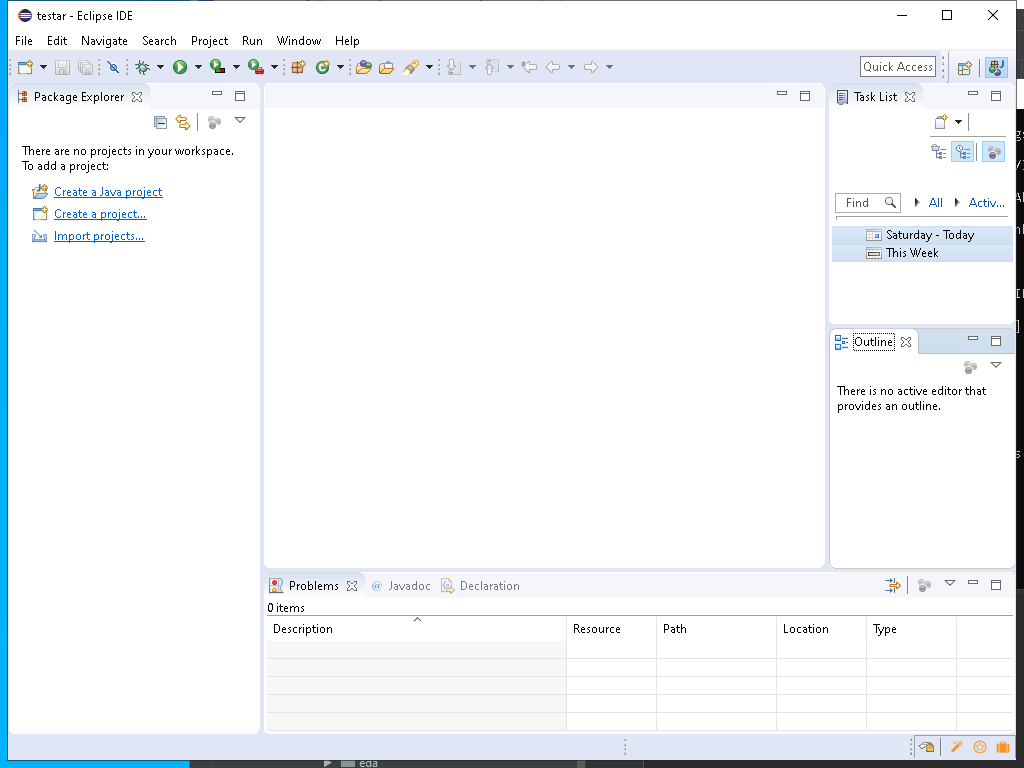 testar - Eclipse IDE
File Edit Navigate Search Project Run Window Help
Quick Access
Package Explorer
There are no projects in your workspace.
To add a project:
Create a Java project
Create a project...
Import projects...
Task List
Find All Activ...
Saturday - Today
This Week
Outline
There is no active editor that
provides an outline.
Problems @ Javadoc Declaration
0 items
Description Resource Path Location Type
eda